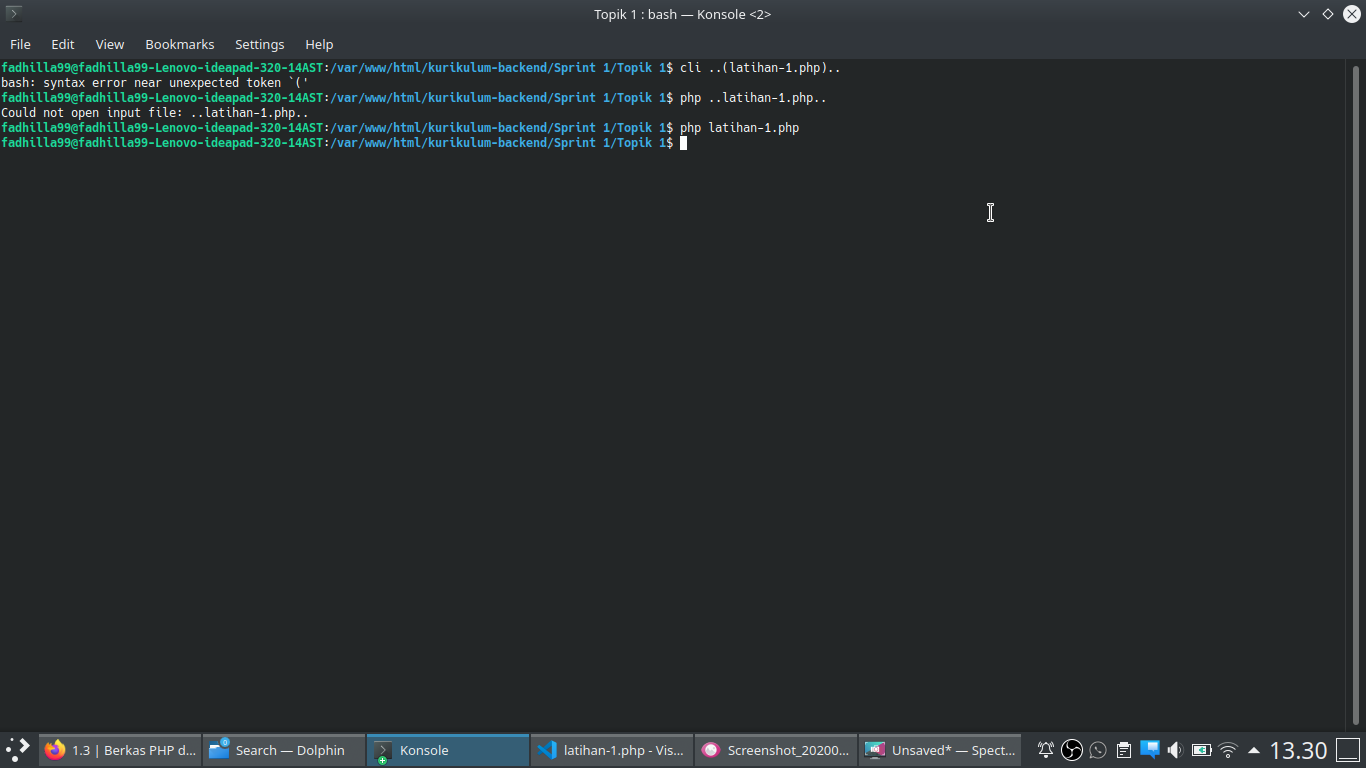 Topik 1 : bash — Konsole <2>
File Edit View Bookmarks Settings Help
fadhilla99@fadhilla99-Lenovo-ideapad-320-14AST:/var/www/html/kurikulum-backend/Sprint 1/Topik 1$ cli ..(latihan-1.php)..
bash: syntax error near unexpected token `('
fadhilla99@fadhilla99-Lenovo-ideapad-320-14AST:/var/www/html/kurikulum-backend/Sprint 1/Topik 1$ php ..latihan-1.php..
Could not open input file: ..latihan-1.php..
fadhilla99@fadhilla99-Lenovo-ideapad-320-14AST:/var/www/html/kurikulum-backend/Sprint 1/Topik 1$ php latihan-1.php
fadhilla99@fadhilla99-Lenovo-ideapad-320-14AST:/var/www/html/kurikulum-backend/Sprint 1/Topik 1$
1.3 | Berkas PHP d... Search — Dolphin Konsole latihan-1.php - Vis... Screenshot_20200... Unsaved* — Spect... 13.30